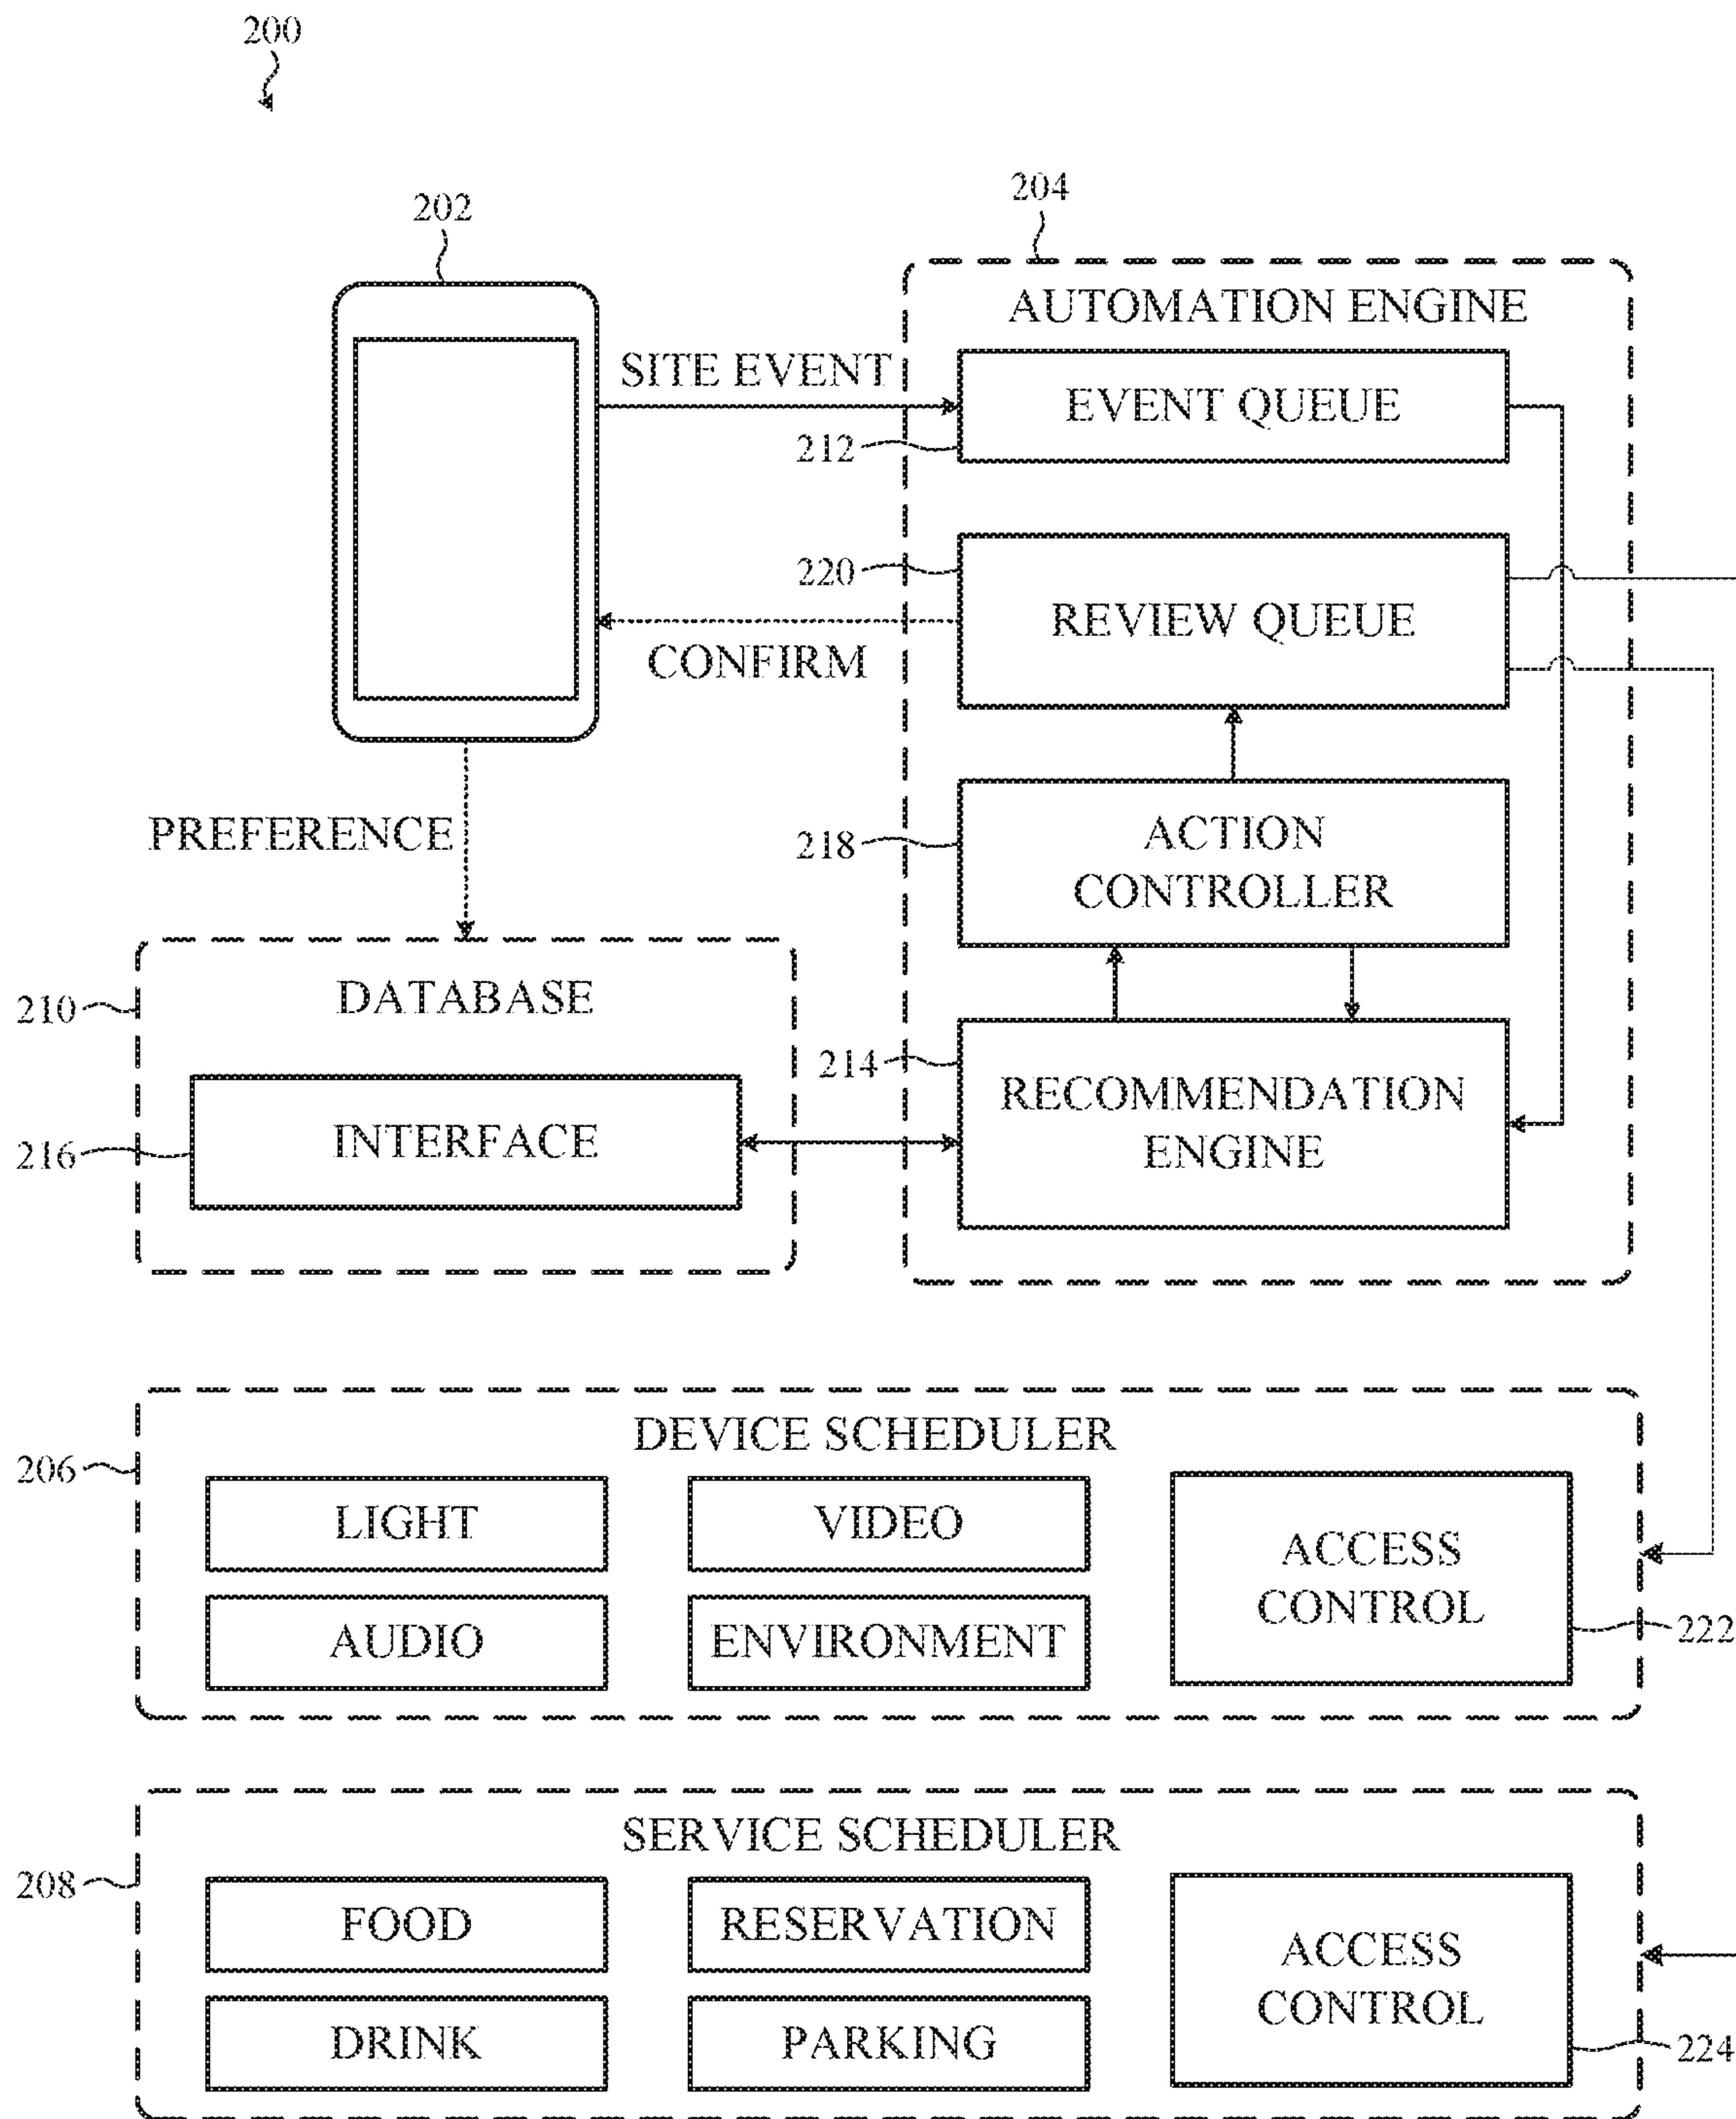 200
202
204
AUTOMATION ENGINE
SITE EVENT
EVENT QUEUE
212
220
REVIEW QUEUE
CONFIRM
PREFERENCE
218
ACTION
CONTROLLER
210
DATABASE
214
RECOMMENDATION
ENGINE
216
INTERFACE
DEVICE SCHEDULER
206
LIGHT
VIDEO
AUDIO
ENVIRONMENT
ACCESS
CONTROL
222
SERVICE SCHEDULER
208
FOOD
RESERVATION
DRINK
PARKING
ACCESS
CONTROL
224